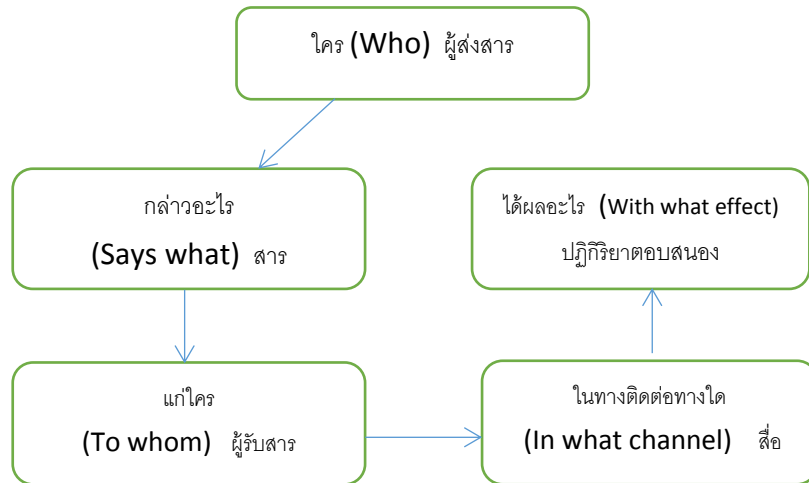 ใคร (Who) ผู้ส่งสาร
กล่าวอะไร
(Says what) สาร
ได้ผลอะไร (With what effect)
ปฏิกิริยาตอบสนอง
แก่ใคร
(To whom) ผู้รับสาร
ในทางติดต่อทางใด
(In what channel) สื่อ